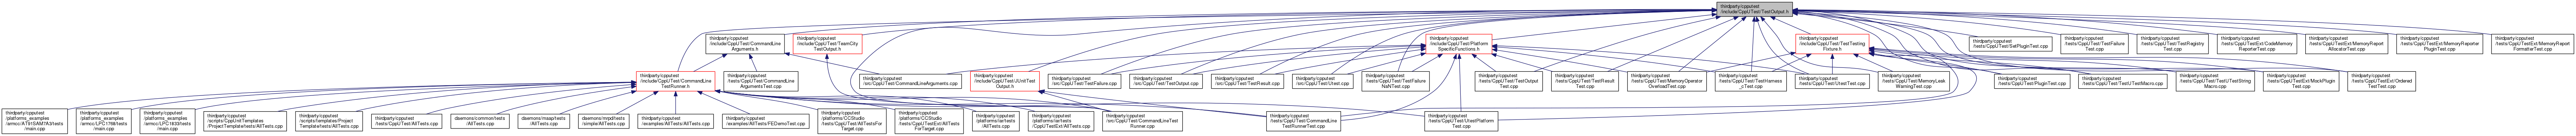 thirdparty/cpputest
/include/CppUTest/TestOutput.h
thirdparty/cpputest
/include/CppUTest/CommandLine
Arguments.h
thirdparty/cpputest
/include/CppUTest/TeamCity
TestOutput.h
thirdparty/cpputest
/include/CppUTest/Platform
SpecificFunctions.h
thirdparty/cpputest
/include/CppUTest/TestTesting
Fixture.h
thirdparty/cpputest
/tests/CppUTest/SetPluginTest.cpp
thirdparty/cpputest
/tests/CppUTest/TestFailure
Test.cpp
thirdparty/cpputest
/tests/CppUTest/TestRegistry
Test.cpp
thirdparty/cpputest
/tests/CppUTestExt/CodeMemory
ReporterTest.cpp
thirdparty/cpputest
/tests/CppUTestExt/MemoryReport
AllocatorTest.cpp
thirdparty/cpputest
/tests/CppUTestExt/MemoryReporter
PluginTest.cpp
thirdparty/cpputest
/tests/CppUTestExt/MemoryReport
FormatterTest.cpp
thirdparty/cpputest
/include/CppUTest/CommandLine
TestRunner.h
thirdparty/cpputest
/tests/CppUTest/CommandLine
ArgumentsTest.cpp
thirdparty/cpputest
/src/CppUTest/CommandLineArguments.cpp
thirdparty/cpputest
/include/CppUTest/JUnitTest
Output.h
thirdparty/cpputest
/src/CppUTest/TestFailure.cpp
thirdparty/cpputest
/src/CppUTest/TestOutput.cpp
thirdparty/cpputest
/src/CppUTest/TestResult.cpp
thirdparty/cpputest
/src/CppUTest/Utest.cpp
thirdparty/cpputest
/tests/CppUTest/TestFailure
NaNTest.cpp
thirdparty/cpputest
/tests/CppUTest/TestOutput
Test.cpp
thirdparty/cpputest
/tests/CppUTest/TestResult
Test.cpp
thirdparty/cpputest
/tests/CppUTest/MemoryOperator
OverloadTest.cpp
thirdparty/cpputest
/tests/CppUTest/TestHarness
_cTest.cpp
thirdparty/cpputest
/tests/CppUTest/UtestTest.cpp
thirdparty/cpputest
/tests/CppUTest/MemoryLeak
WarningTest.cpp
thirdparty/cpputest
/tests/CppUTest/PluginTest.cpp
thirdparty/cpputest
/tests/CppUTest/TestUTestMacro.cpp
thirdparty/cpputest
/tests/CppUTest/TestUTestString
Macro.cpp
thirdparty/cpputest
/tests/CppUTestExt/MockPlugin
Test.cpp
thirdparty/cpputest
/tests/CppUTestExt/Ordered
TestTest.cpp
thirdparty/cpputest
/platforms_examples
/armcc/AT91SAM7A3/tests
/main.cpp
thirdparty/cpputest
/platforms_examples
/armcc/LPC1768/tests
/main.cpp
thirdparty/cpputest
/platforms_examples
/armcc/LPC1833/tests
/main.cpp
thirdparty/cpputest
/scripts/CppUnitTemplates
/ProjectTemplate/tests/AllTests.cpp
thirdparty/cpputest
/scripts/templates/Project
Template/tests/AllTests.cpp
thirdparty/cpputest
/tests/CppUTest/AllTests.cpp
daemons/common/tests
/AllTests.cpp
daemons/maap/tests
/AllTests.cpp
daemons/mrpd/tests
/simple/AllTests.cpp
thirdparty/cpputest
/examples/AllTests/AllTests.cpp
thirdparty/cpputest
/examples/AllTests/FEDemoTest.cpp
thirdparty/cpputest
/platforms/CCStudio
/tests/CppUTest/AllTestsFor
Target.cpp
thirdparty/cpputest
/platforms/CCStudio
/tests/CppUTestExt/AllTests
ForTarget.cpp
thirdparty/cpputest
/platforms/iar/tests
/AllTests.cpp
thirdparty/cpputest
/platforms/iar/tests
/CppUTestExt/AllTests.cpp
thirdparty/cpputest
/src/CppUTest/CommandLineTest
Runner.cpp
thirdparty/cpputest
/tests/CppUTest/CommandLine
TestRunnerTest.cpp
thirdparty/cpputest
/tests/CppUTest/UtestPlatform
Test.cpp